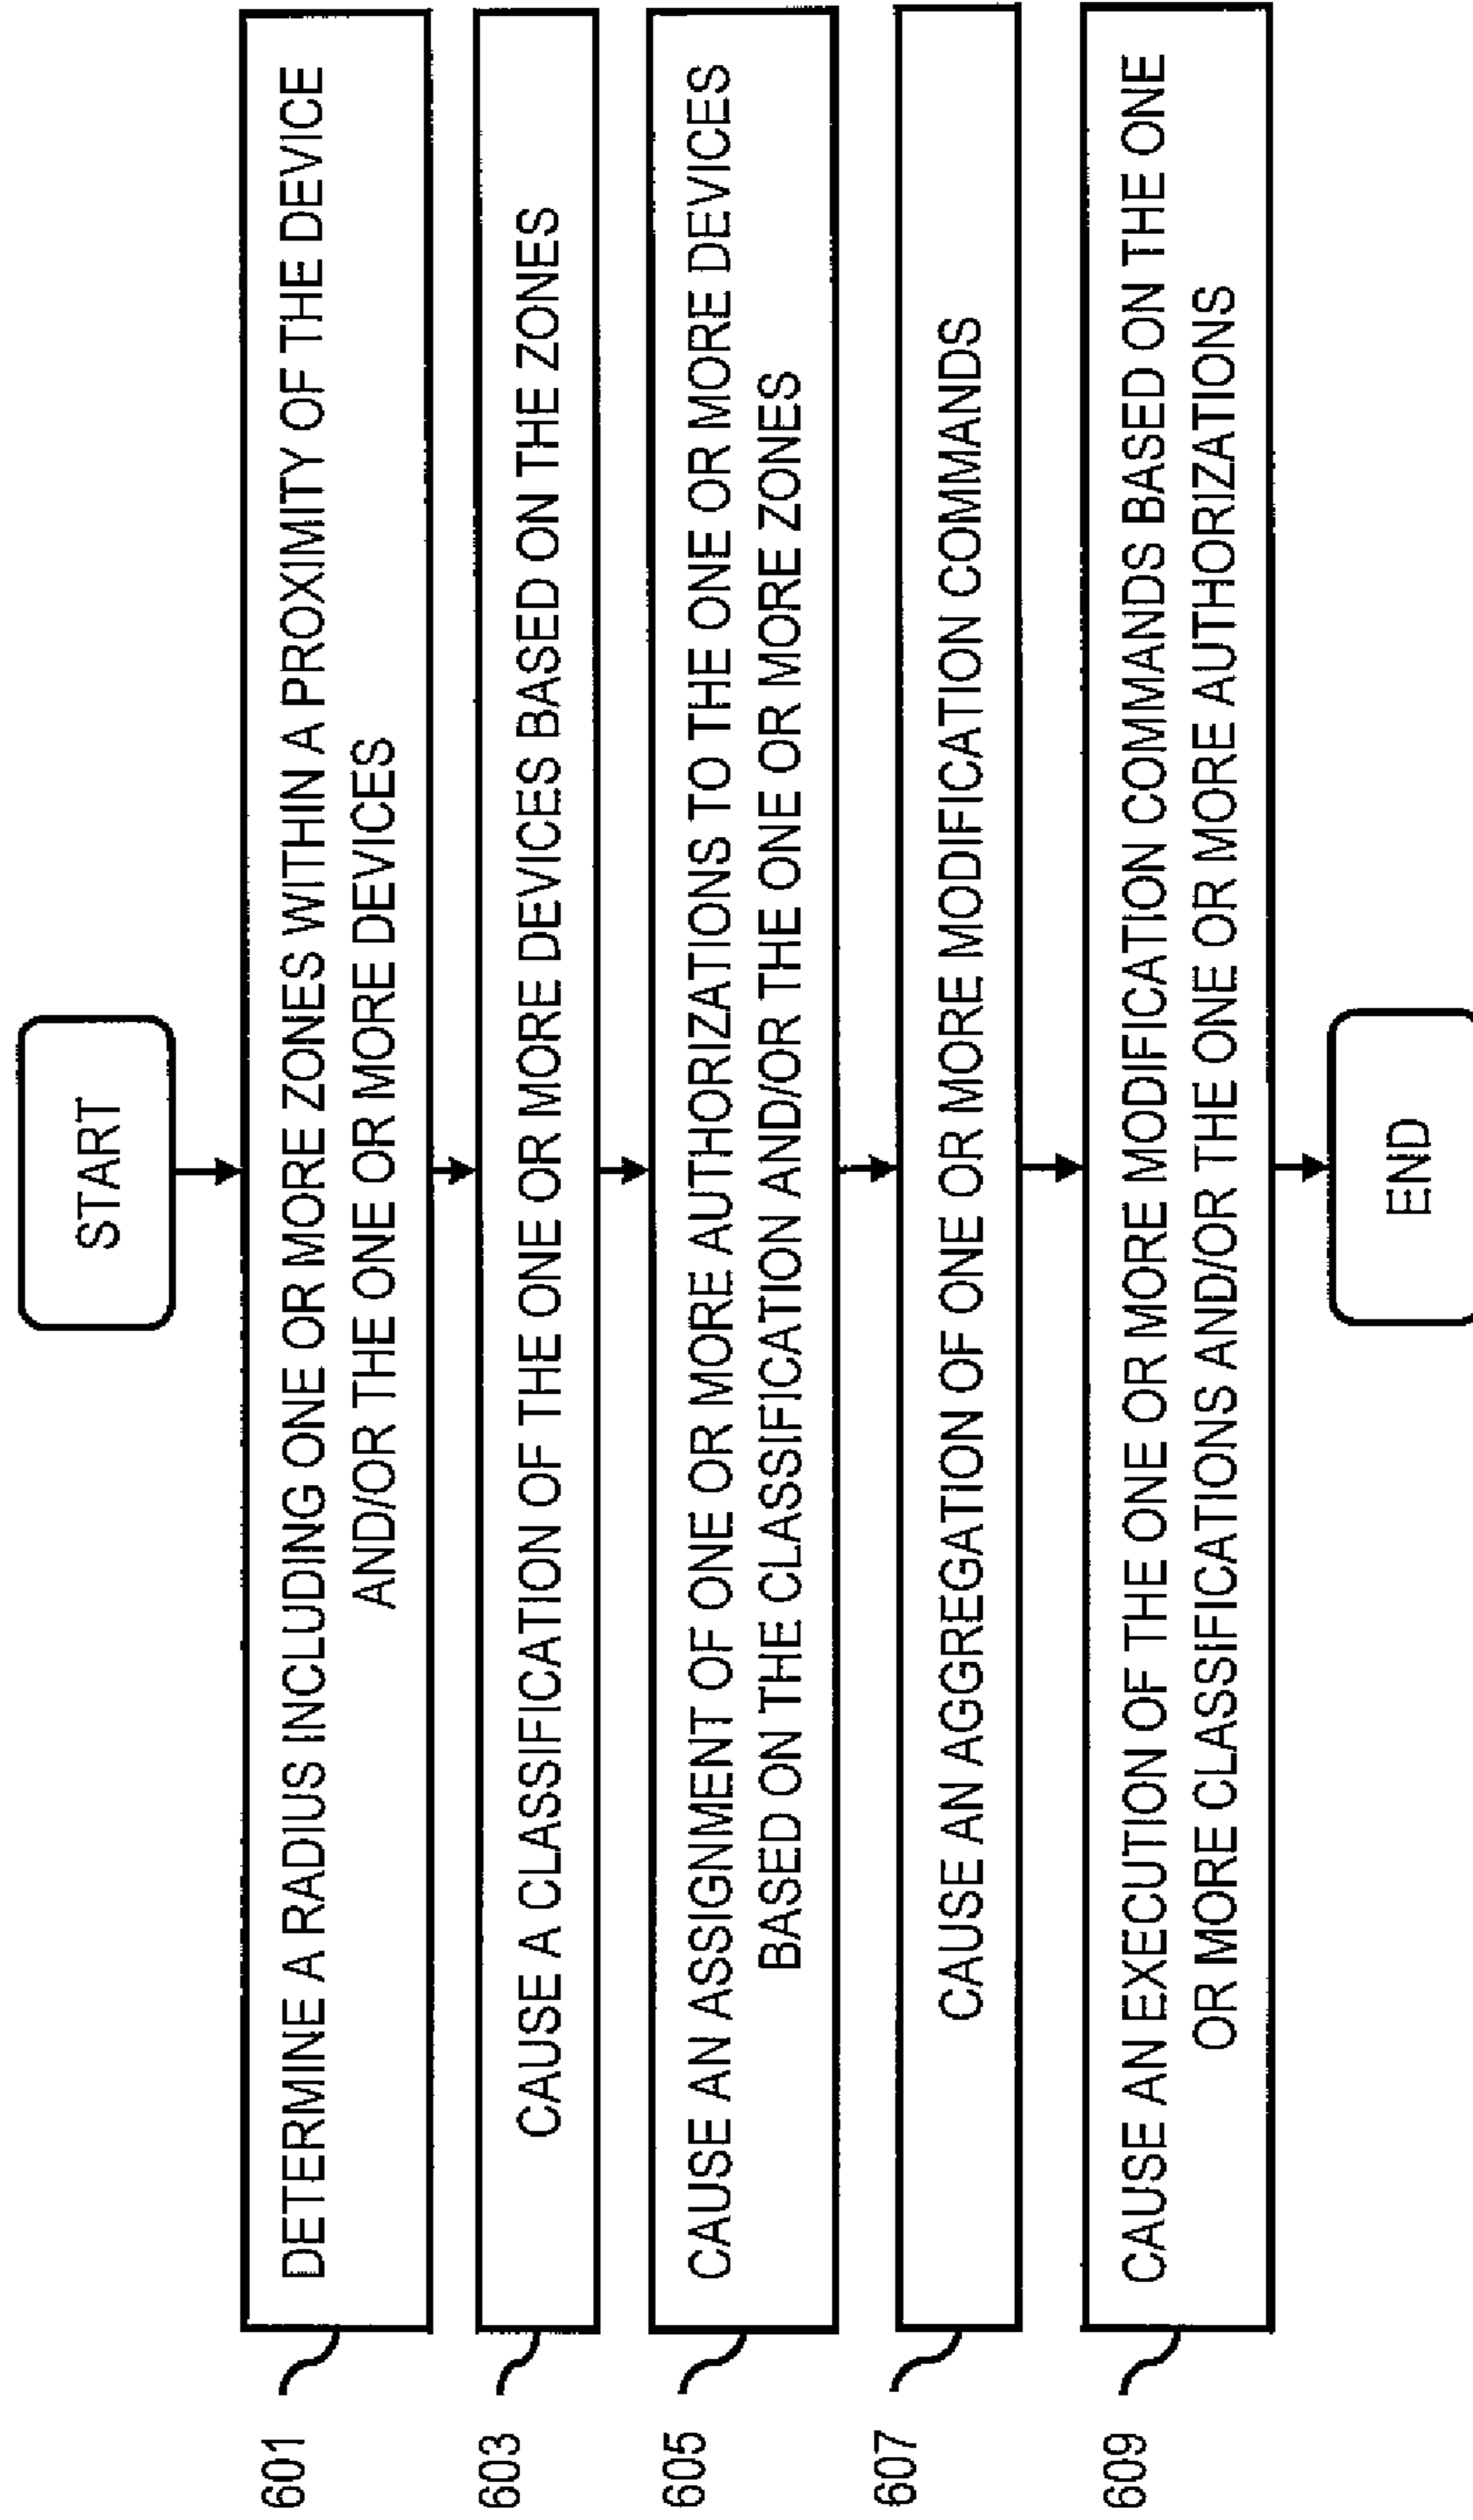 START
601
DETERMINE A RADIUS INCLUDING ONE OR MORE ZONES WITHIN A PROXIMITY OF THE DEVICE
AND/OR THE ONE OR MORE DEVICES
603
CAUSE A CLASSIFICATION OF THE ONE OR MORE DEVICES BASED ON THE ZONES
605
CAUSE AN ASSIGNMENT OF ONE OR MORE AUTHORIZATIONS TO THE ONE OR MORE DEVICES
BASED ON THE CLASSIFICATION AND/OR THE ONE OR MORE ZONES
607
CAUSE AN AGGREGATION OF ONE OR MORE MODIFICATION COMMANDS
609
CAUSE AN EXECUTION OF THE ONE OR MORE MODIFICATION COMMANDS BASED ON THE ONE
OR MORE CLASSIFICATIONS AND/OR THE ONE OR MORE AUTHORIZATIONS
END